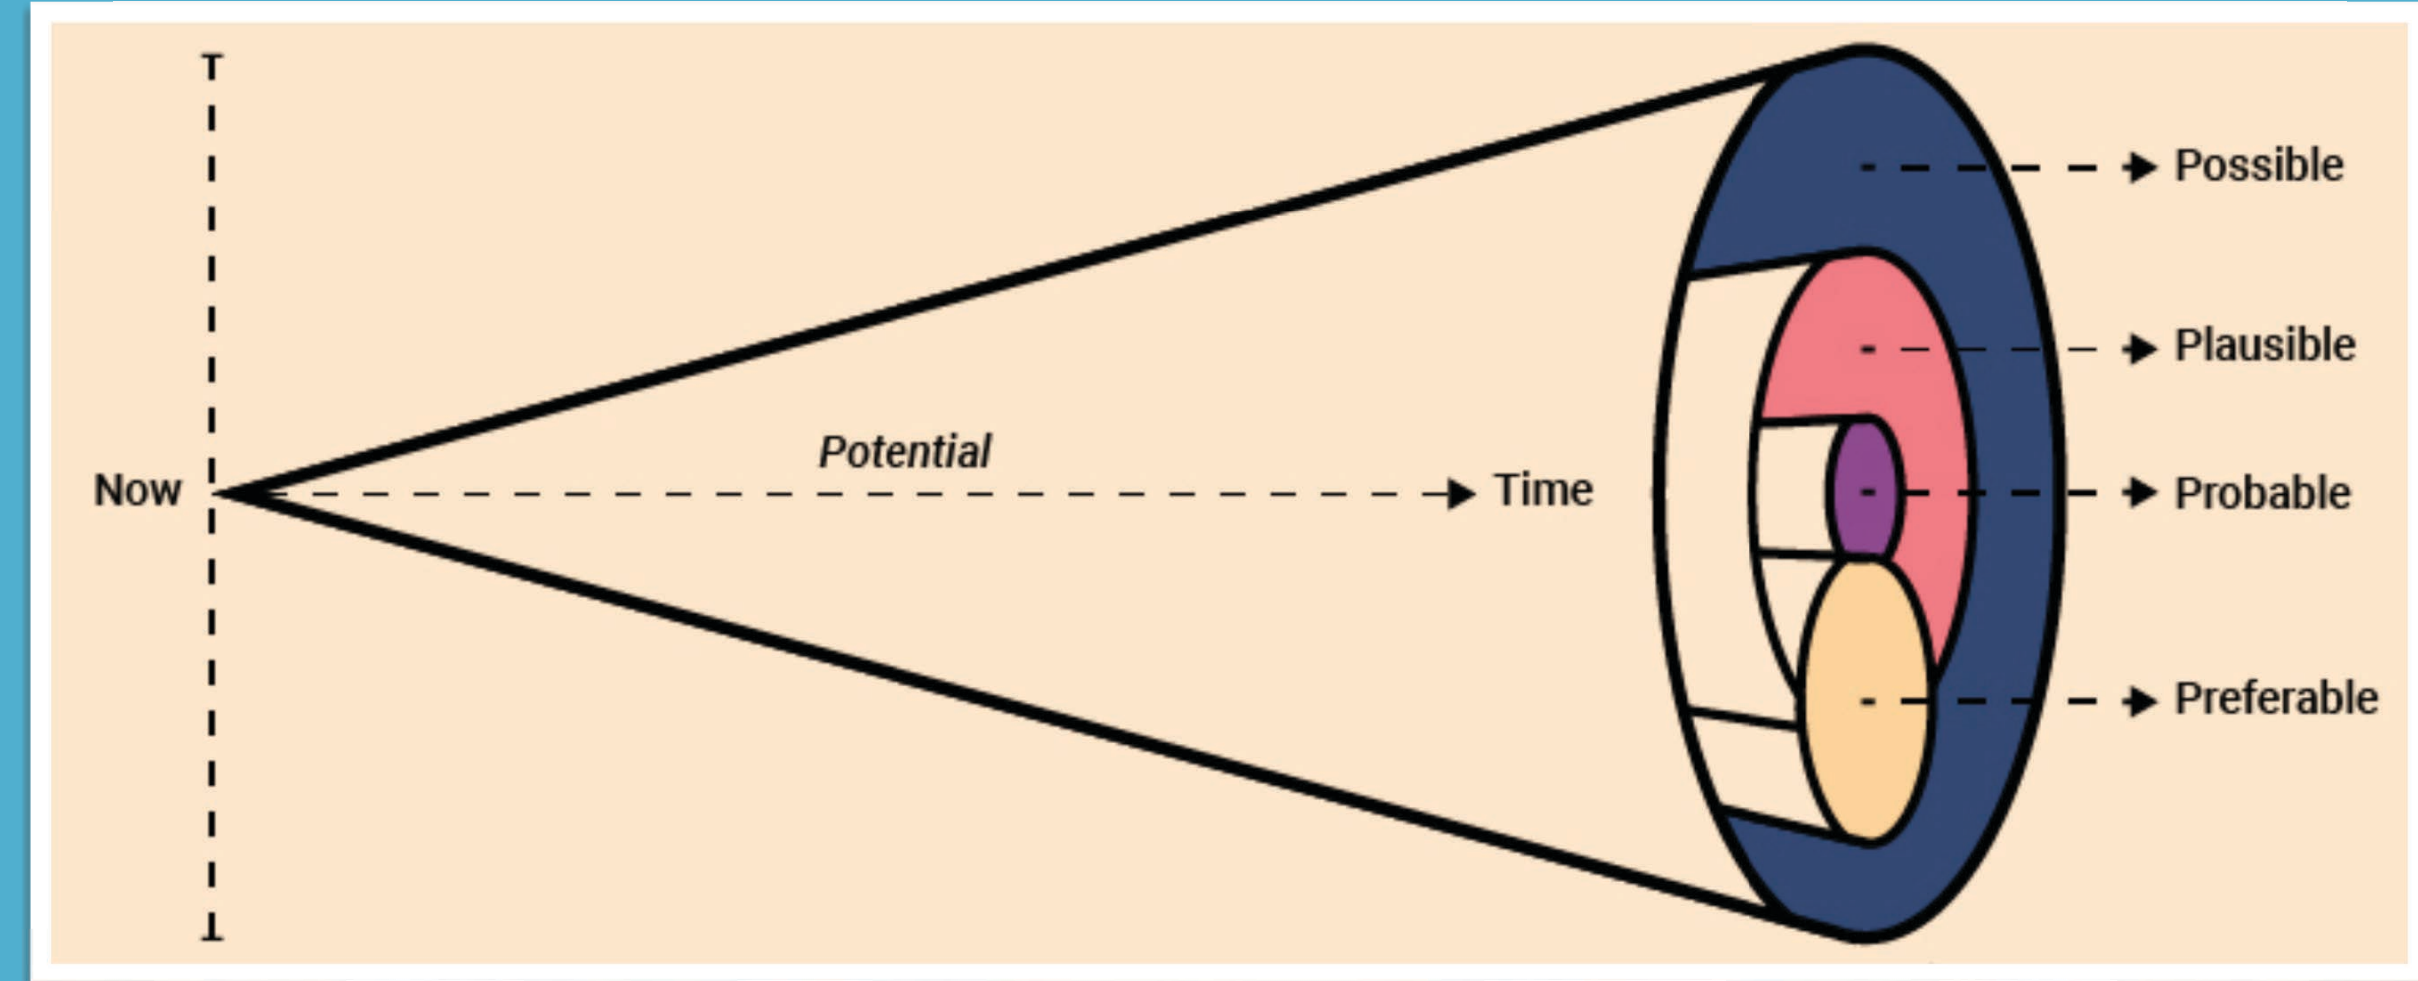 Now
Potential
Time
Possible
Plausible
Probable
Preferable